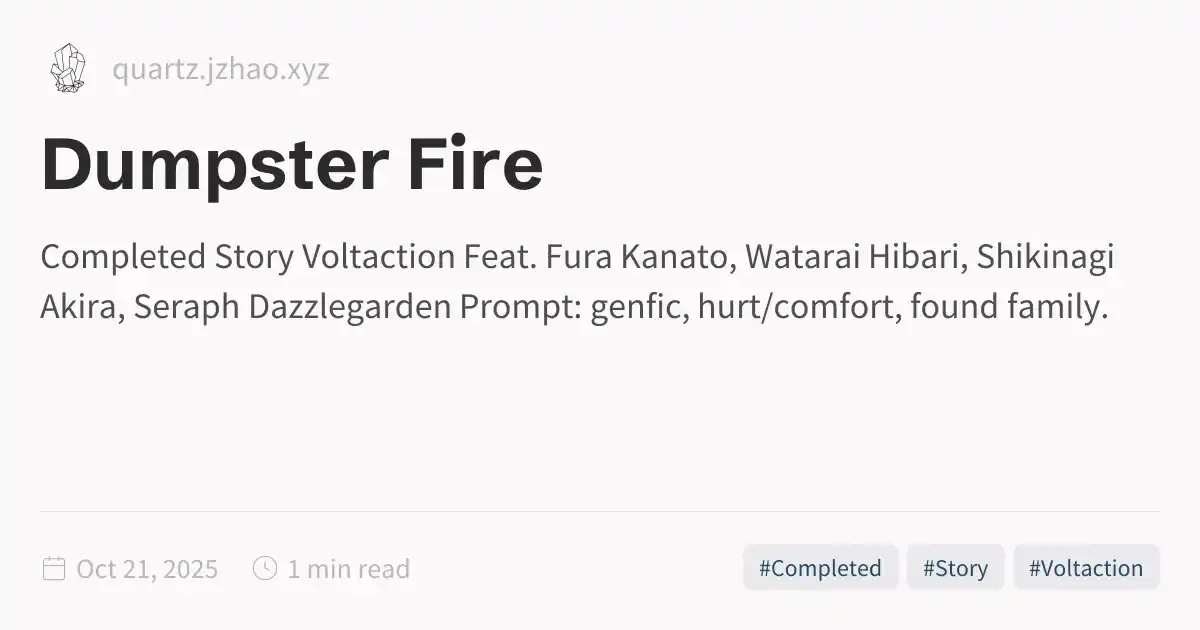 quartz.jzhao.xyz
Dumpster Fire
Completed Story Voltaction Feat. Fura Kanato, Watarai Hibari, Shikinagi
Akira, Seraph Dazzlegarden Prompt: genfic, hurt/comfort, found family.
Oct 21, 2025 1 min read #Completed #Story #Voltaction